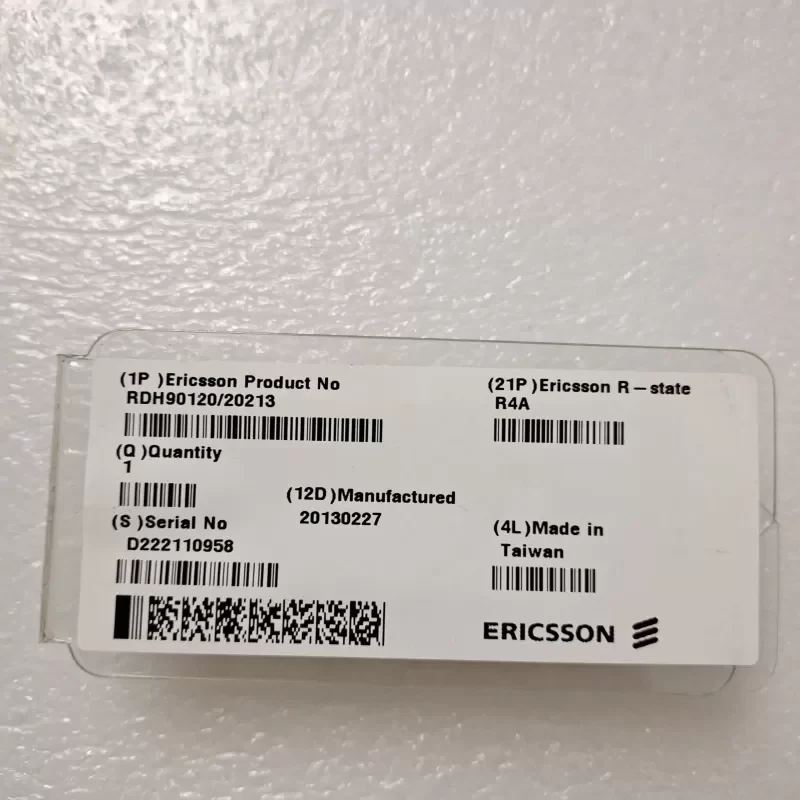 (1P )Ericsson Product No
RDH90120/20213
(21P)Ericsson R-state
R4A
(Q )Quantity
1
(12D)Manufactured
20130227
(S )Serial No
D222110958
(4L)Made in
Taiwan
ERICSSON